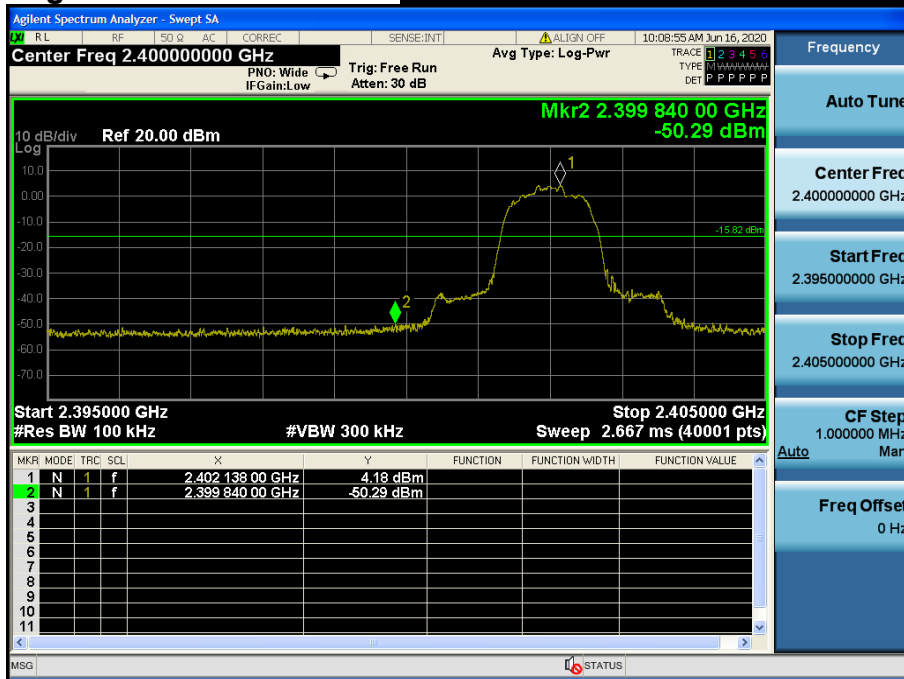 Agilent Spectrum Analyzer - Swept SA
LXI RL RF 50 Ω AC CORREC SENSE:INT ALIGN OFF 10:08:55 AM Jun 16, 2020
Center Freq 2.400000000 GHz
PNO: Wide
IFGain:Low
Trig: Free Run
Atten: 30 dB
Avg Type: Log-Pwr
TRACE 1 2 3 4 5 6
TYPE
DET P P P P P P
Mkr2 2.399 840 00 GHz
-50.29 dBm
10 dB/div Ref 20.00 dBm
Log
10.0
0.00
-10.0
-20.0
-30.0
-40.0
-50.0
-60.0
-70.0
1
-15.82 dBm
2
Start 2.395000 GHz Stop 2.405000 GHz
#Res BW 100 kHz #VBW 300 kHz Sweep 2.667 ms (40001 pts)
MKR MODE TRC SCL X Y FUNCTION FUNCTION WIDTH FUNCTION VALUE
1 N 1 f 2.402 138 00 GHz 4.18 dBm
2 N 1 f 2.399 840 00 GHz -50.29 dBm
3
4
5
6
7
8
9
10
11
MSG STATUS
Frequency
Auto Tune
Center Freq
2.400000000 GHz
Start Freq
2.395000000 GHz
Stop Freq
2.405000000 GHz
CF Step
1.000000 MHz
Auto Man
Freq Offset
0 Hz